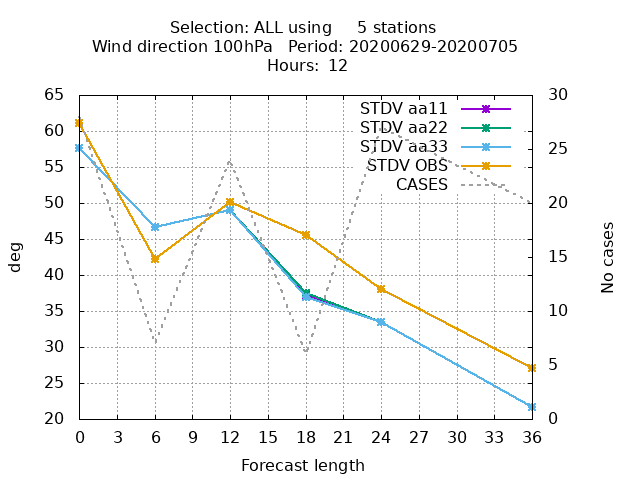 Selection: ALL using     5 stations
Wind direction 100hPa   Period: 20200629-20200705
Hours: 12
65
60
55
50
45
40
35
30
25
20
deg
30
25
20
15
10
5
0
No cases
STDV aa11
STDV aa22
STDV aa33
STDV OBS
CASES
0 3 6 9 12 15 18 21 24 27 30 33 36
Forecast length